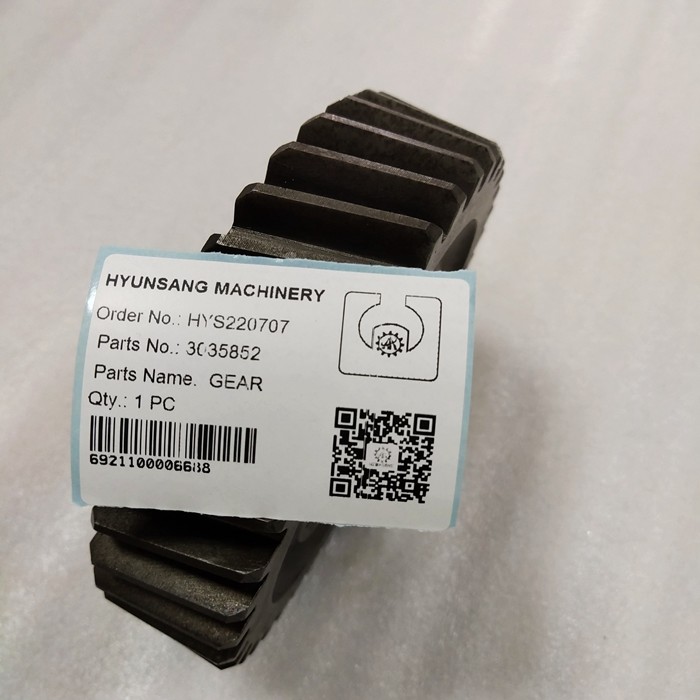 HYUNSANG MACHINERY
Order No.: HYS220707
Parts No.: 3035852
Parts Name. GEAR
Qty.: 1 PC
6921100006688